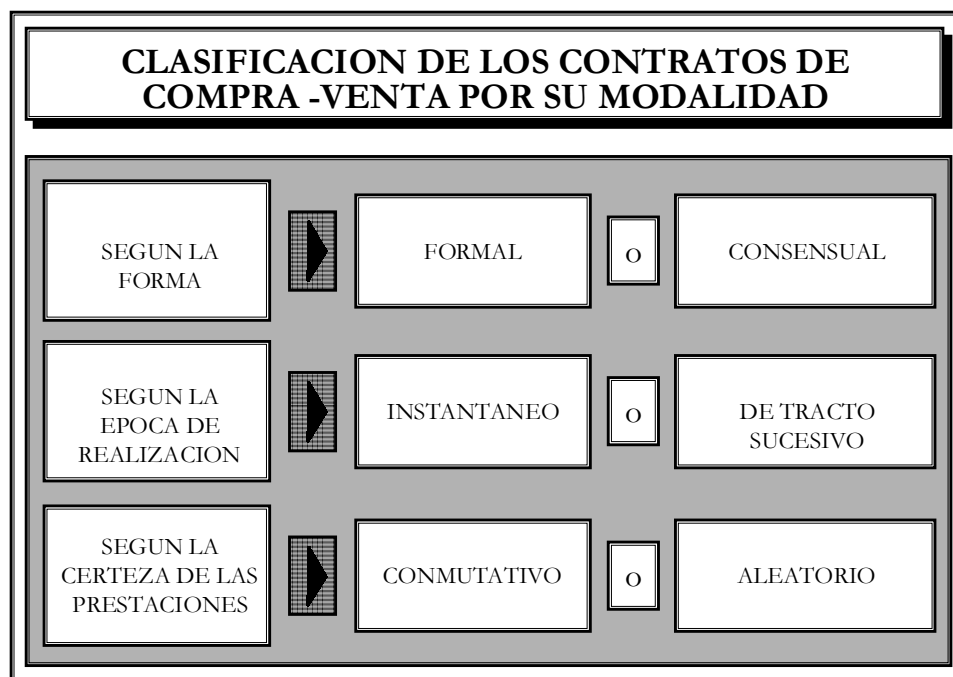 CLASIFICACION DE LOS CONTRATOS DE
COMPRA -VENTA POR SU MODALIDAD
SEGUN LA
FORMA
FORMAL
O
CONSENSUAL
SEGUN LA
EPOCA DE
REALIZACION
INSTANTANEO
O
DE TRACTO
SUCESIVO
SEGUN LA
CERTEZA DE LAS
PRESTACIONES
CONMUTATIVO
O
ALEATORIO